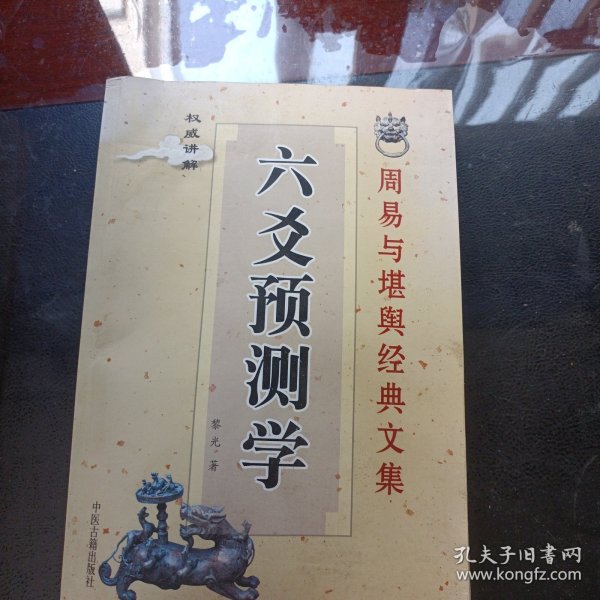 周易与堪舆经典文集
六爻预测学
权威讲解
黎光 著
中医古籍出版社
孔夫子旧书网
www.kongfz.com